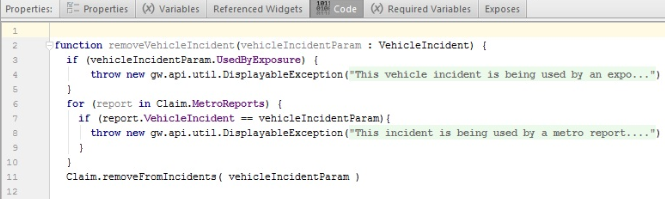 Properties: Properties (x) Variables Referenced Widgets Code (x) Required Variables Exposes
1
2 function removeVehicleIncident(vehicleIncidentParam : VehicleIncident) {
3 if (vehicleIncidentParam.UsedByExposure) {
4 throw new gw.api.util.DisplayableException("This vehicle incident is being used by an expo...")
5 }
6 for (report in Claim.MetroReports) {
7 if (report.VehicleIncident == vehicleIncidentParam){
8 throw new gw.api.util.DisplayableException("This incident is being used by a metro report....")
9 }
10 }
11 Claim.removeFromIncidents( vehicleIncidentParam )
12